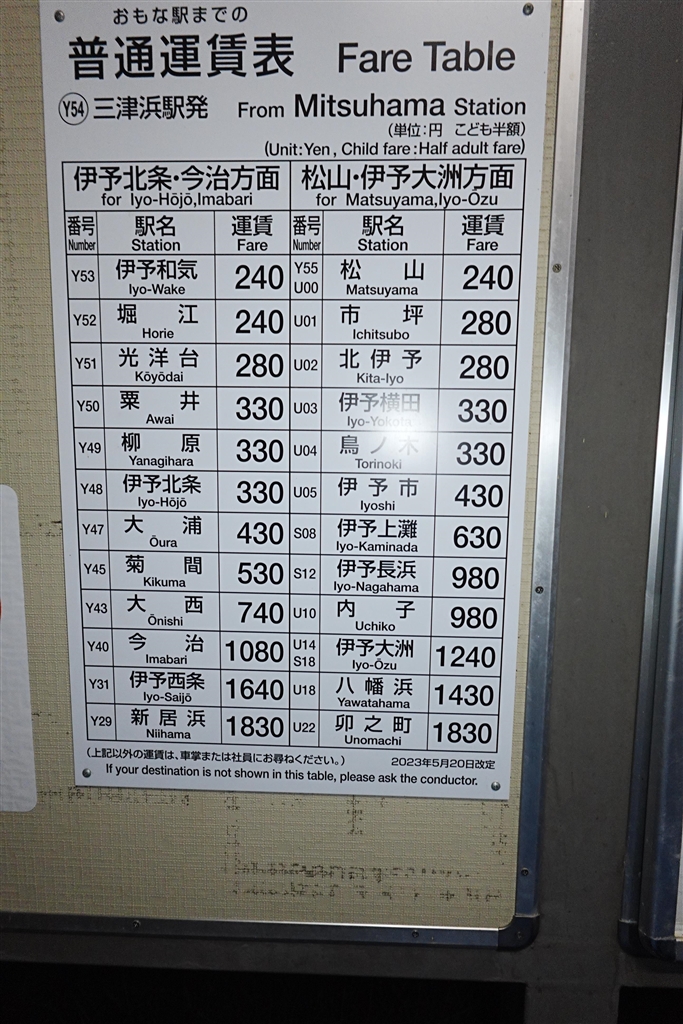 おもな駅までの
普通運賃表 Fare Table
Y54 三津浜駅発 From Mitsuhama Station
(単位:円 こども半額)
(Unit:Yen, Child fare:Half adult fare)
伊予北条・今治方面 松山・伊予大洲方面
for Iyo-Hōjō,Imabari for Matsuyama,Iyo-Ōzu
番号 駅名 運賃 番号 駅名 運賃
Number Station Fare Number Station Fare
Y53 伊予和気 240 Y55 松山 240
Iyo-Wake U00 Matsuyama
Y52 堀江 240 U01 市坪 280
Horie Ichitsubo
Y51 光洋台 280 U02 北伊予 280
Kōyōdai Kita-Iyo
Y50 粟井 330 U03 伊予横田 330
Awai Iyo-Yokota
Y49 柳原 330 U04 鳥ノ木 330
Yanagihara Torinoki
Y48 伊予北条 330 U05 伊予市 430
Iyo-Hōjō Iyoshi
Y47 大浦 430 S08 伊予上灘 630
Ōura Iyo-Kaminada
Y45 菊間 530 S12 伊予長浜 980
Kikuma Iyo-Nagahama
Y43 大西 740 U10 内子 980
Ōnishi Uchiko
Y40 今治 1080 U14 伊予大洲 1240
Imabari S18 Iyo-Ōzu
Y31 伊予西条 1640 U18 八幡浜 1430
Iyo-Saijō Yawatahama
Y29 新居浜 1830 U22 卯之町 1830
Niihama Unomachi
(上記以外の運賃は、車掌または社員にお尋ねください。) 2023年5月20日改定
If your destination is not shown in this table, please ask the conductor.